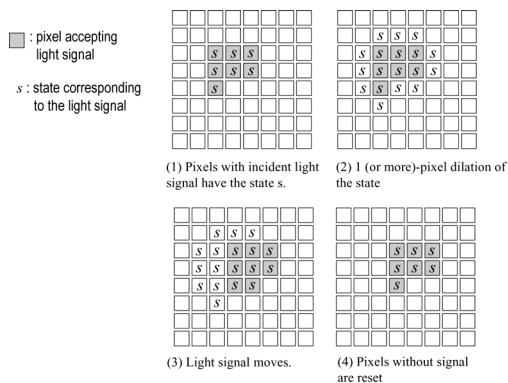 : pixel accepting
light signal
s : state corresponding
to the light signal
s s s
s s s
s
(1) Pixels with incident light
signal have the state s.
s s s
s s s s s
s s s s s
s s s s
s
(2) 1 (or more)-pixel dilation of
the state
s s s
s s s s s
s s s s s
s s s s
s
(3) Light signal moves.
s s s
s s s
s
(4) Pixels without signal
are reset